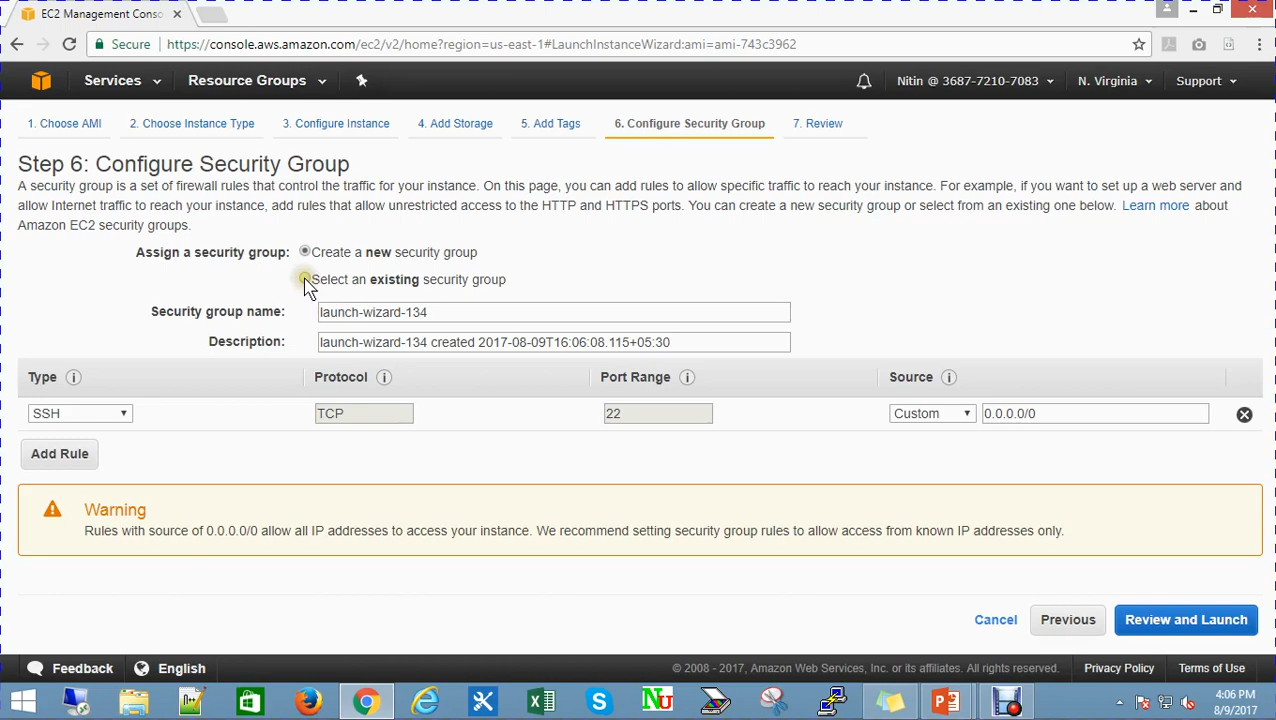 EC2 Management Conso
Secure https://console.aws.amazon.com/ec2/v2/home?region=us-east-1#LaunchInstanceWizard:ami=ami-743c3962
Services Resource Groups Nitin @ 3687-7210-7083 N. Virginia Support
1. Choose AMI 2. Choose Instance Type 3. Configure Instance 4. Add Storage 5. Add Tags 6. Configure Security Group 7. Review
Step 6: Configure Security Group
A security group is a set of firewall rules that control the traffic for your instance. On this page, you can add rules to allow specific traffic to reach your instance. For example, if you want to set up a web server and
allow Internet traffic to reach your instance, add rules that allow unrestricted access to the HTTP and HTTPS ports. You can create a new security group or select from an existing one below. Learn more about
Amazon EC2 security groups.
Assign a security group: Create a new security group
Select an existing security group
Security group name: launch-wizard-134
Description: launch-wizard-134 created 2017-08-09T16:06:08.115+05:30
Type Protocol Port Range Source
SSH TCP 22 Custom 0.0.0.0/0
Add Rule
Warning
Rules with source of 0.0.0.0/0 allow all IP addresses to access your instance. We recommend setting security group rules to allow access from known IP addresses only.
Cancel Previous Review and Launch
Feedback English © 2008 - 2017, Amazon Web Services, Inc. or its affiliates. All rights reserved. Privacy Policy Terms of Use
4:06 PM
8/9/2017